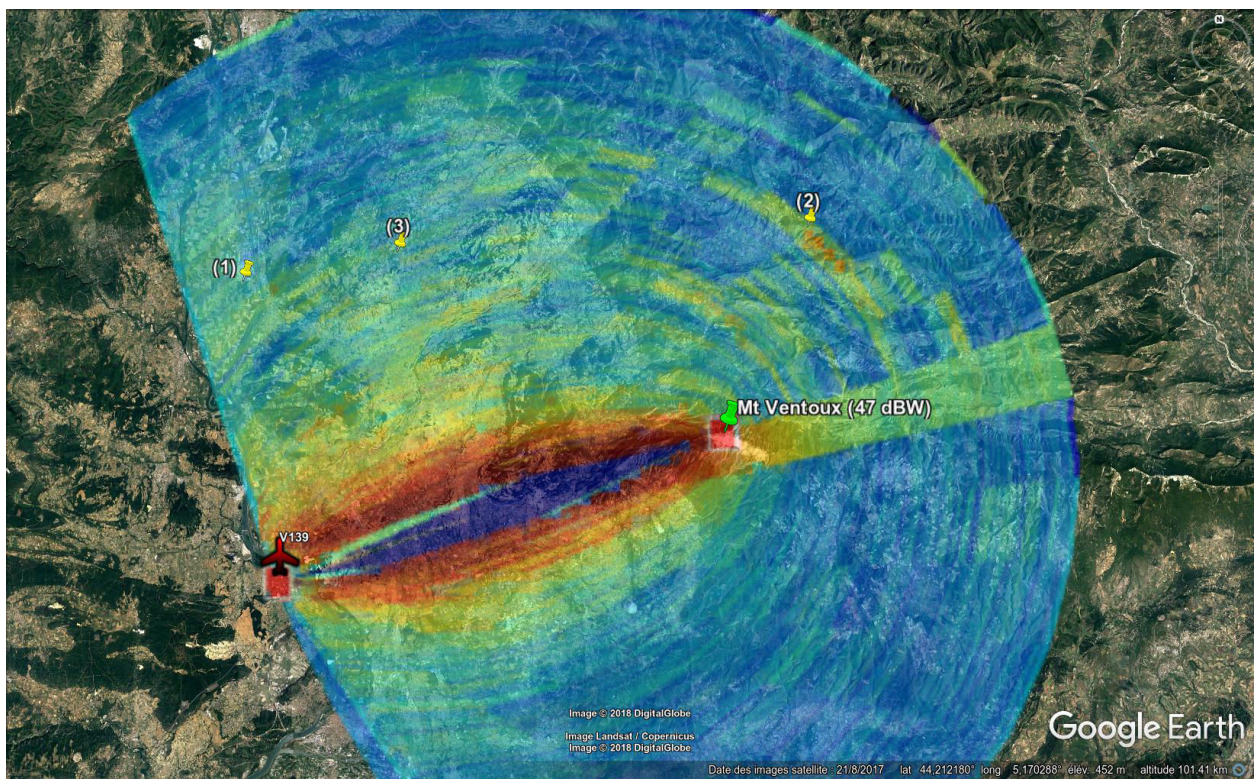 N
(2)
(3)
(1)
Mt Ventoux (47 dBW)
V139
Image © 2018 DigitalGlobe
Image Landsat / Copernicus
Image © 2018 DigitalGlobe
Google Earth
Date des images satellite : 21/8/2017 lat 44,212180° long 5,170288° élév. 452 m altitude 101.41 km